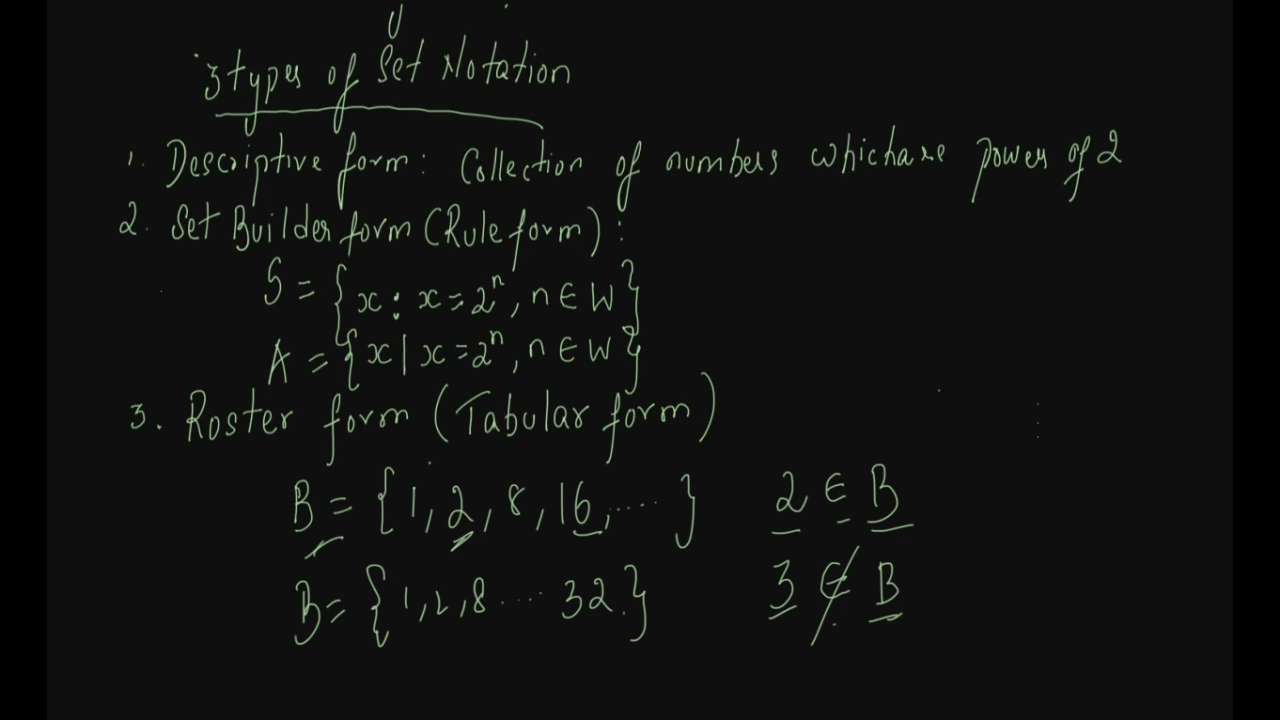 3 types of Set Notation
1. Descriptive form: Collection of numbers which are power of 2
2. Set Builder form (Rule form):
S = {x : x = 2ⁿ, n ∈ W}
A = {x | x = 2ⁿ, n ∈ W}
3. Roster form (Tabular form)
B = {1, 2, 8, 16, .... } 2 ∈ B
B = {1, 2, 8 .... 32.} 3 ∉ B